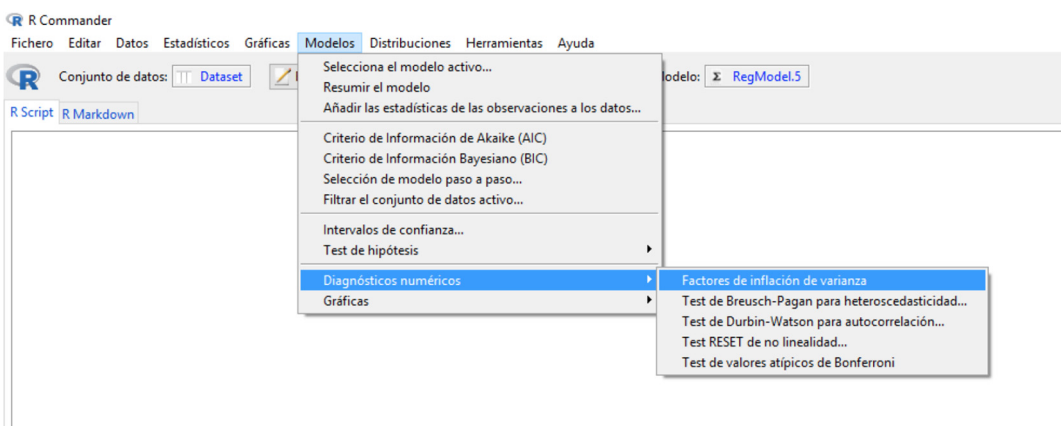 R Commander
Fichero Editar Datos Estadísticos Gráficas Modelos Distribuciones Herramientas Ayuda
R Conjunto de datos: Dataset odelo: Σ RegModel.5
R Script R Markdown
Selecciona el modelo activo...
Resumir el modelo
Añadir las estadísticas de las observaciones a los datos...
Criterio de Información de Akaike (AIC)
Criterio de Información Bayesiano (BIC)
Selección de modelo paso a paso...
Filtrar el conjunto de datos activo...
Intervalos de confianza...
Test de hipótesis
Diagnósticos numéricos
Gráficas
Factores de inflación de varianza
Test de Breusch-Pagan para heteroscedasticidad...
Test de Durbin-Watson para autocorrelación...
Test RESET de no linealidad...
Test de valores atípicos de Bonferroni